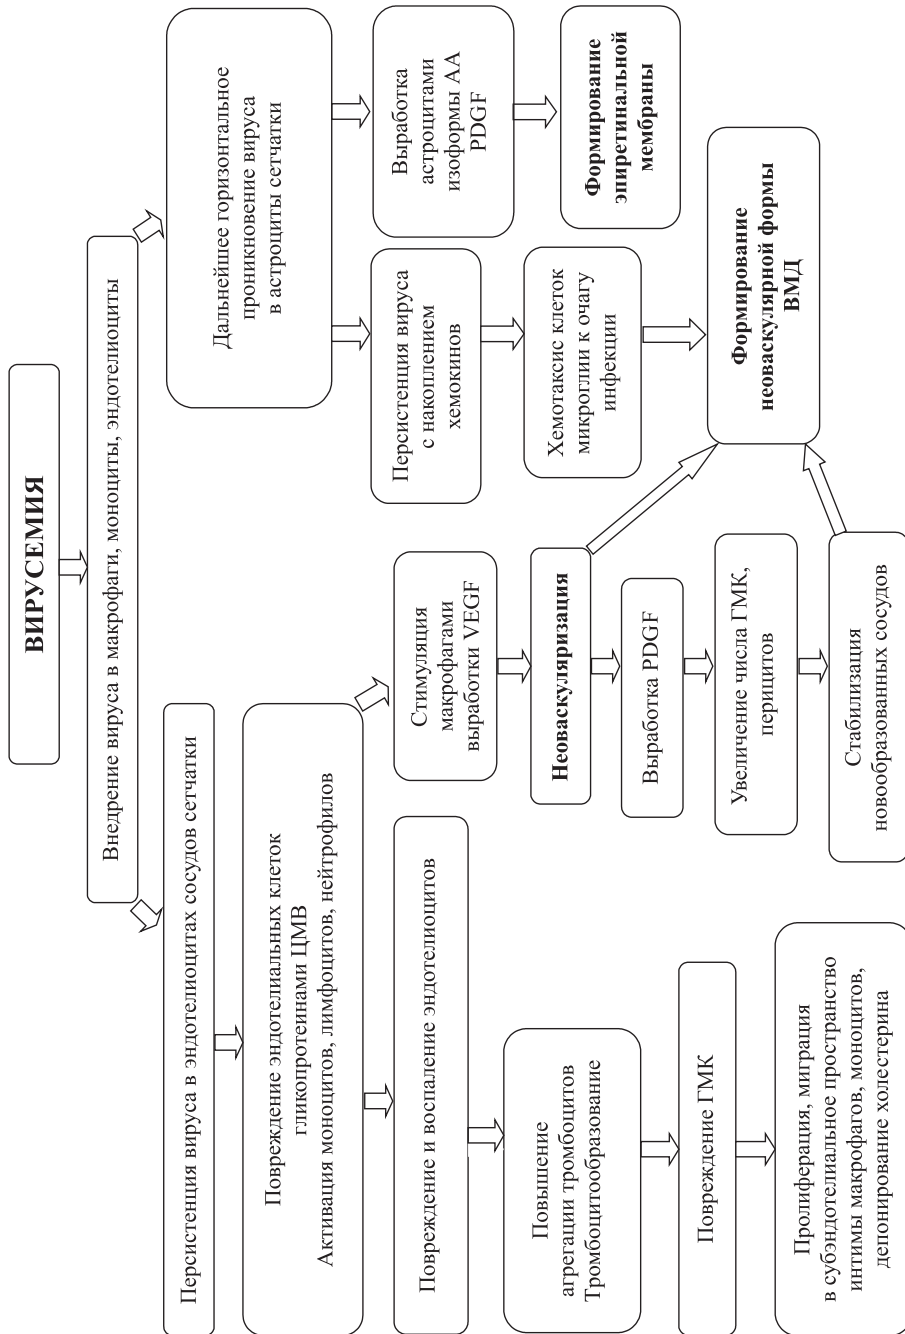 ВИРУСЕМИЯ
Внедрение вируса в макрофаги, моноциты, эндотелиоциты
Персистенция вируса в эндотелиоцитах сосудов сетчатки
Повреждение эндотелиальных клеток
гликопротеинами ЦМВ
Активация моноцитов, лимфоцитов, нейтрофилов
Повреждение и воспаление эндотелиоцитов
Повышение
агрегации тромбоцитов
Тромбоцитообразование
Повреждение ГМК
Пролиферация, миграция
в субэндотелиальное пространство
интимы макрофагов, моноцитов,
депонирование холестерина
Стимуляция
макрофагами
выработки VEGF
Неоваскуляризация
Выработка PDGF
Увеличение числа ГМК,
перицитов
Стабилизация
новообразованных сосудов
Дальнейшее горизонтальное
проникновение вируса
в астроциты сетчатки
Персистенция вируса
с накоплением
хемокинов
Хемотаксис клеток
микроглии к очагу
инфекции
Формирование
неоваскулярной формы
ВМД
Выработка
астроцитами
изоформы АА
PDGF
Формирование
эпиретинальной
мембраны